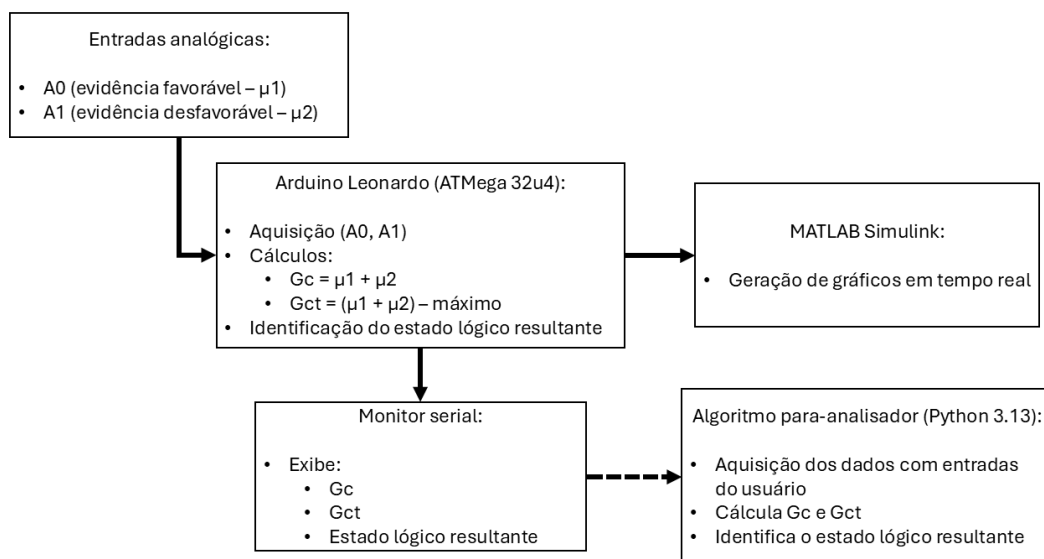 Entradas analógicas:
• A0 (evidência favorável – µ1)
• A1 (evidência desfavorável – µ2)
Arduino Leonardo (ATMega 32u4):
• Aquisição (A0, A1)
• Cálculos:
• Gc = µ1 + µ2
• Gct = (µ1 + µ2) – máximo
• Identificação do estado lógico resultante
MATLAB Simulink:
• Geração de gráficos em tempo real
Monitor serial:
• Exibe:
• Gc
• Gct
• Estado lógico resultante
Algoritmo para-analisador (Python 3.13):
• Aquisição dos dados com entradas
do usuário
• Cálcula Gc e Gct
• Identifica o estado lógico resultante